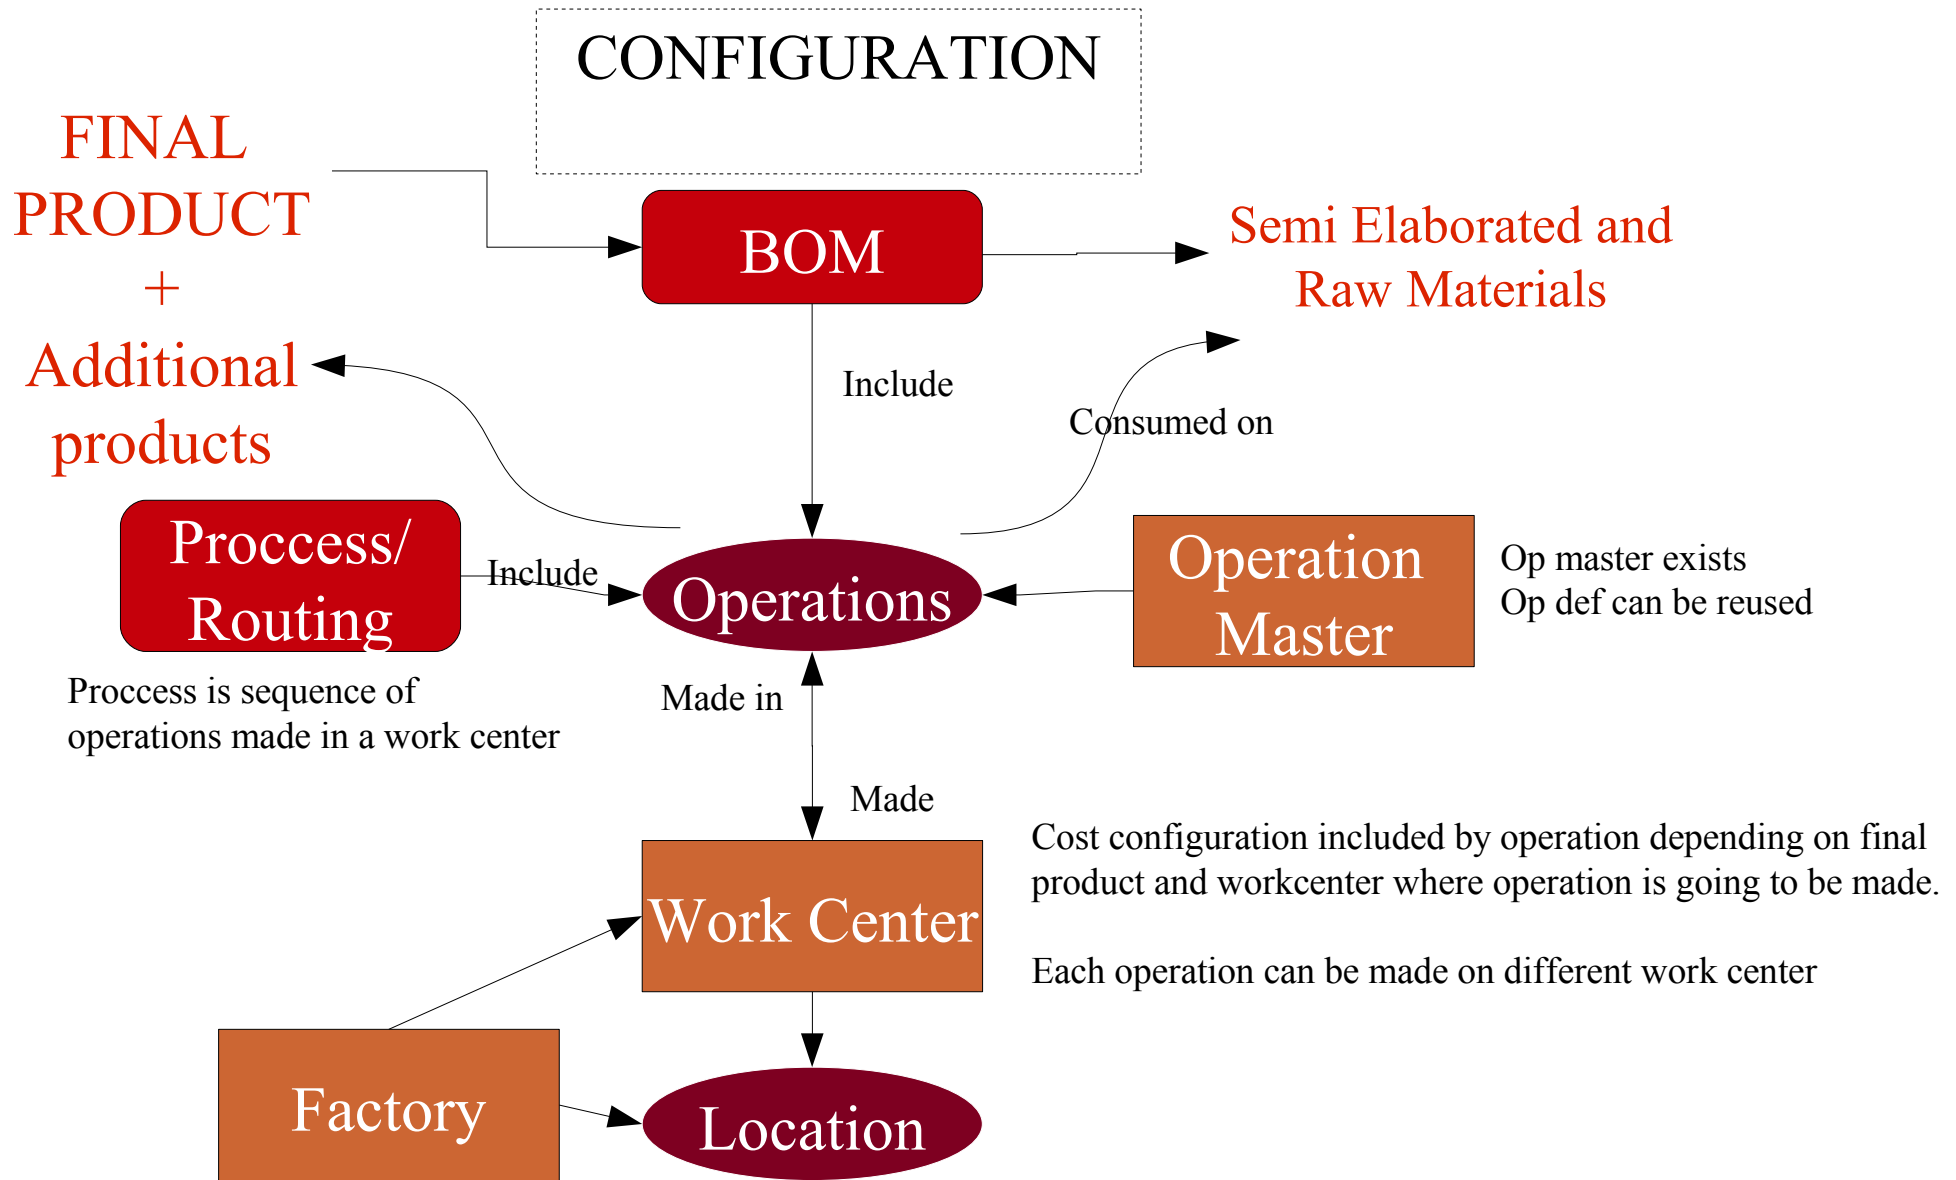 CONFIGURATION
FINAL
PRODUCT
+
Additional
products
BOM
Semi Elaborated and
Raw Materials
Include
Consumed on
Proccess/
Routing
Include
Operations
Operation
Master
Op master exists
Op def can be reused
Proccess is sequence of
operations made in a work center
Made in
Made
Work Center
Cost configuration included by operation depending on final
product and workcenter where operation is going to be made.
Each operation can be made on different work center
Factory
Location